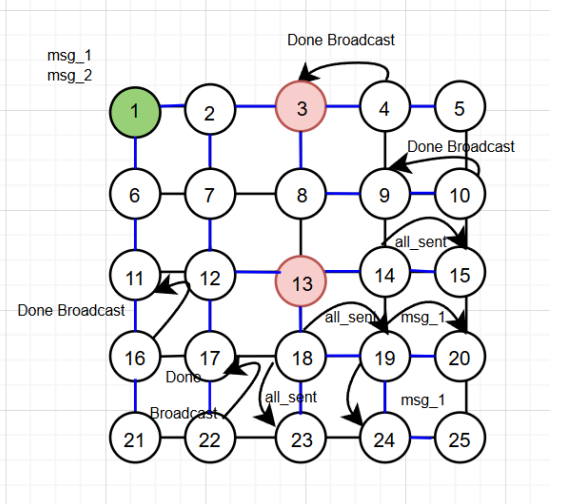 Done Broadcast
msg_1
msg_2
1 2 3 4 5
Done Broadcast
6 7 8 9 10
all_sent
11 12 13 14 15
Done Broadcast
all_sent msg_1
16 17 18 19 20
Done
all_sent
msg_1
Broadcast
21 22 23 24 25